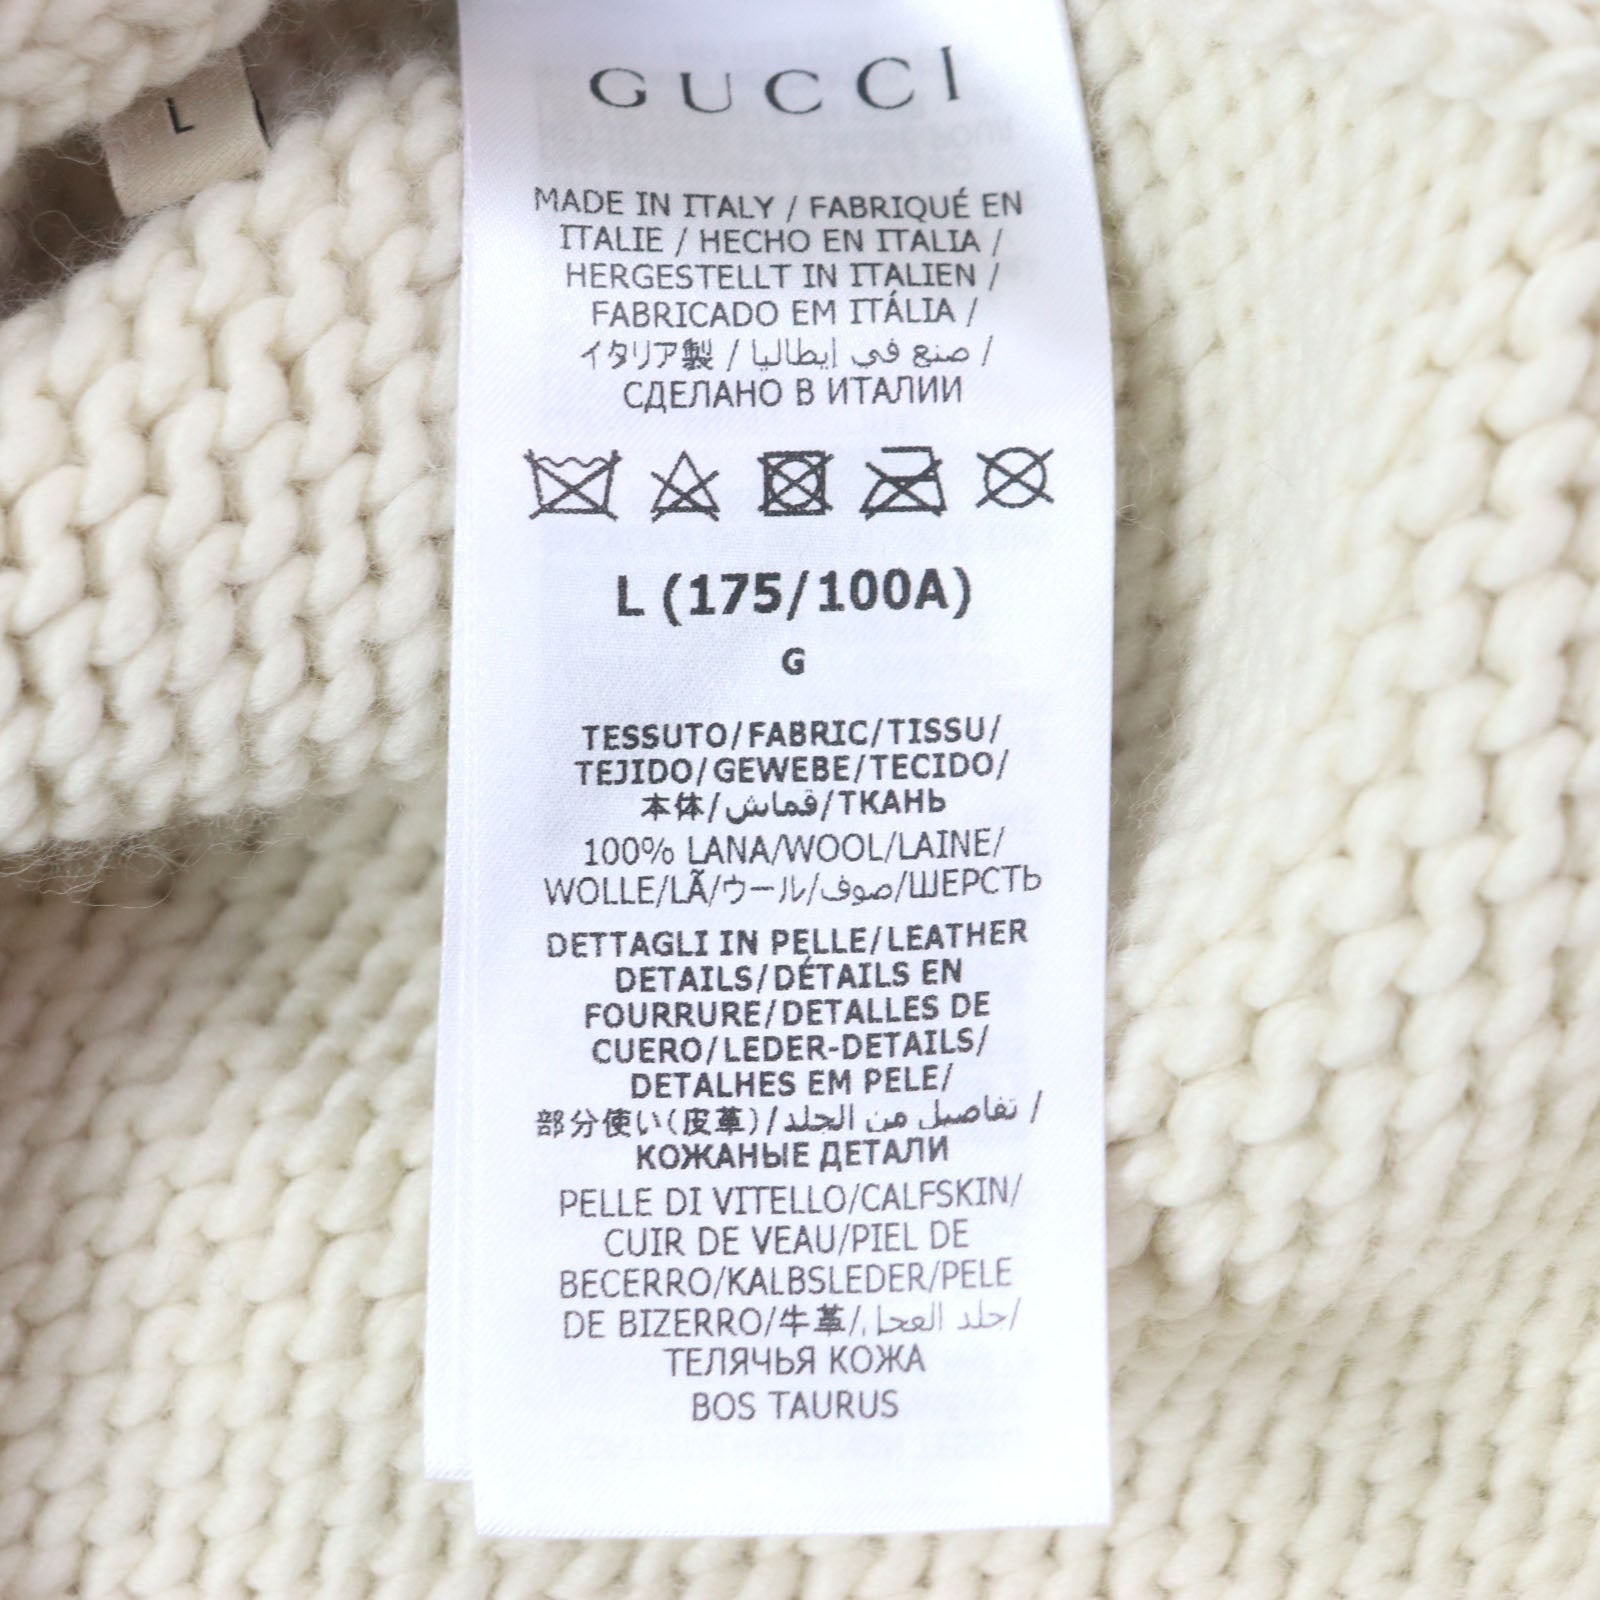 L
GUCCI
MADE IN ITALY / FABRIQUÉ EN
ITALIE / HECHO EN ITALIA /
HERGESTELLT IN ITALIEN /
FABRICADO EM ITÁLIA /
イタリア製 / صنع في إيطاليا /
СДЕЛАНО В ИТАЛИИ
L (175/100A)
G
TESSUTO/FABRIC/TISSU/
TEJIDO/GEWEBE/TECIDO/
本体/قماش/ТКАНЬ
100% LANA/WOOL/LAINE/
WOLLE/LÃ/ウール/صوف/ШЕРСТЬ
DETTAGLI IN PELLE/LEATHER
DETAILS/DÉTAILS EN
FOURRURE/DETALLES DE
CUERO/LEDER-DETAILS/
DETALHES EM PELE/
部分使い(皮革)/تفاصيل من الجلد /
КОЖАНЫЕ ДЕТАЛИ
PELLE DI VITELLO/CALFSKIN/
CUIR DE VEAU/PIEL DE
BECERRO/KALBSLEDER/PELE
DE BIZERRO/牛革/جلد العجل/
ТЕЛЯЧЬЯ КОЖА
BOS TAURUS